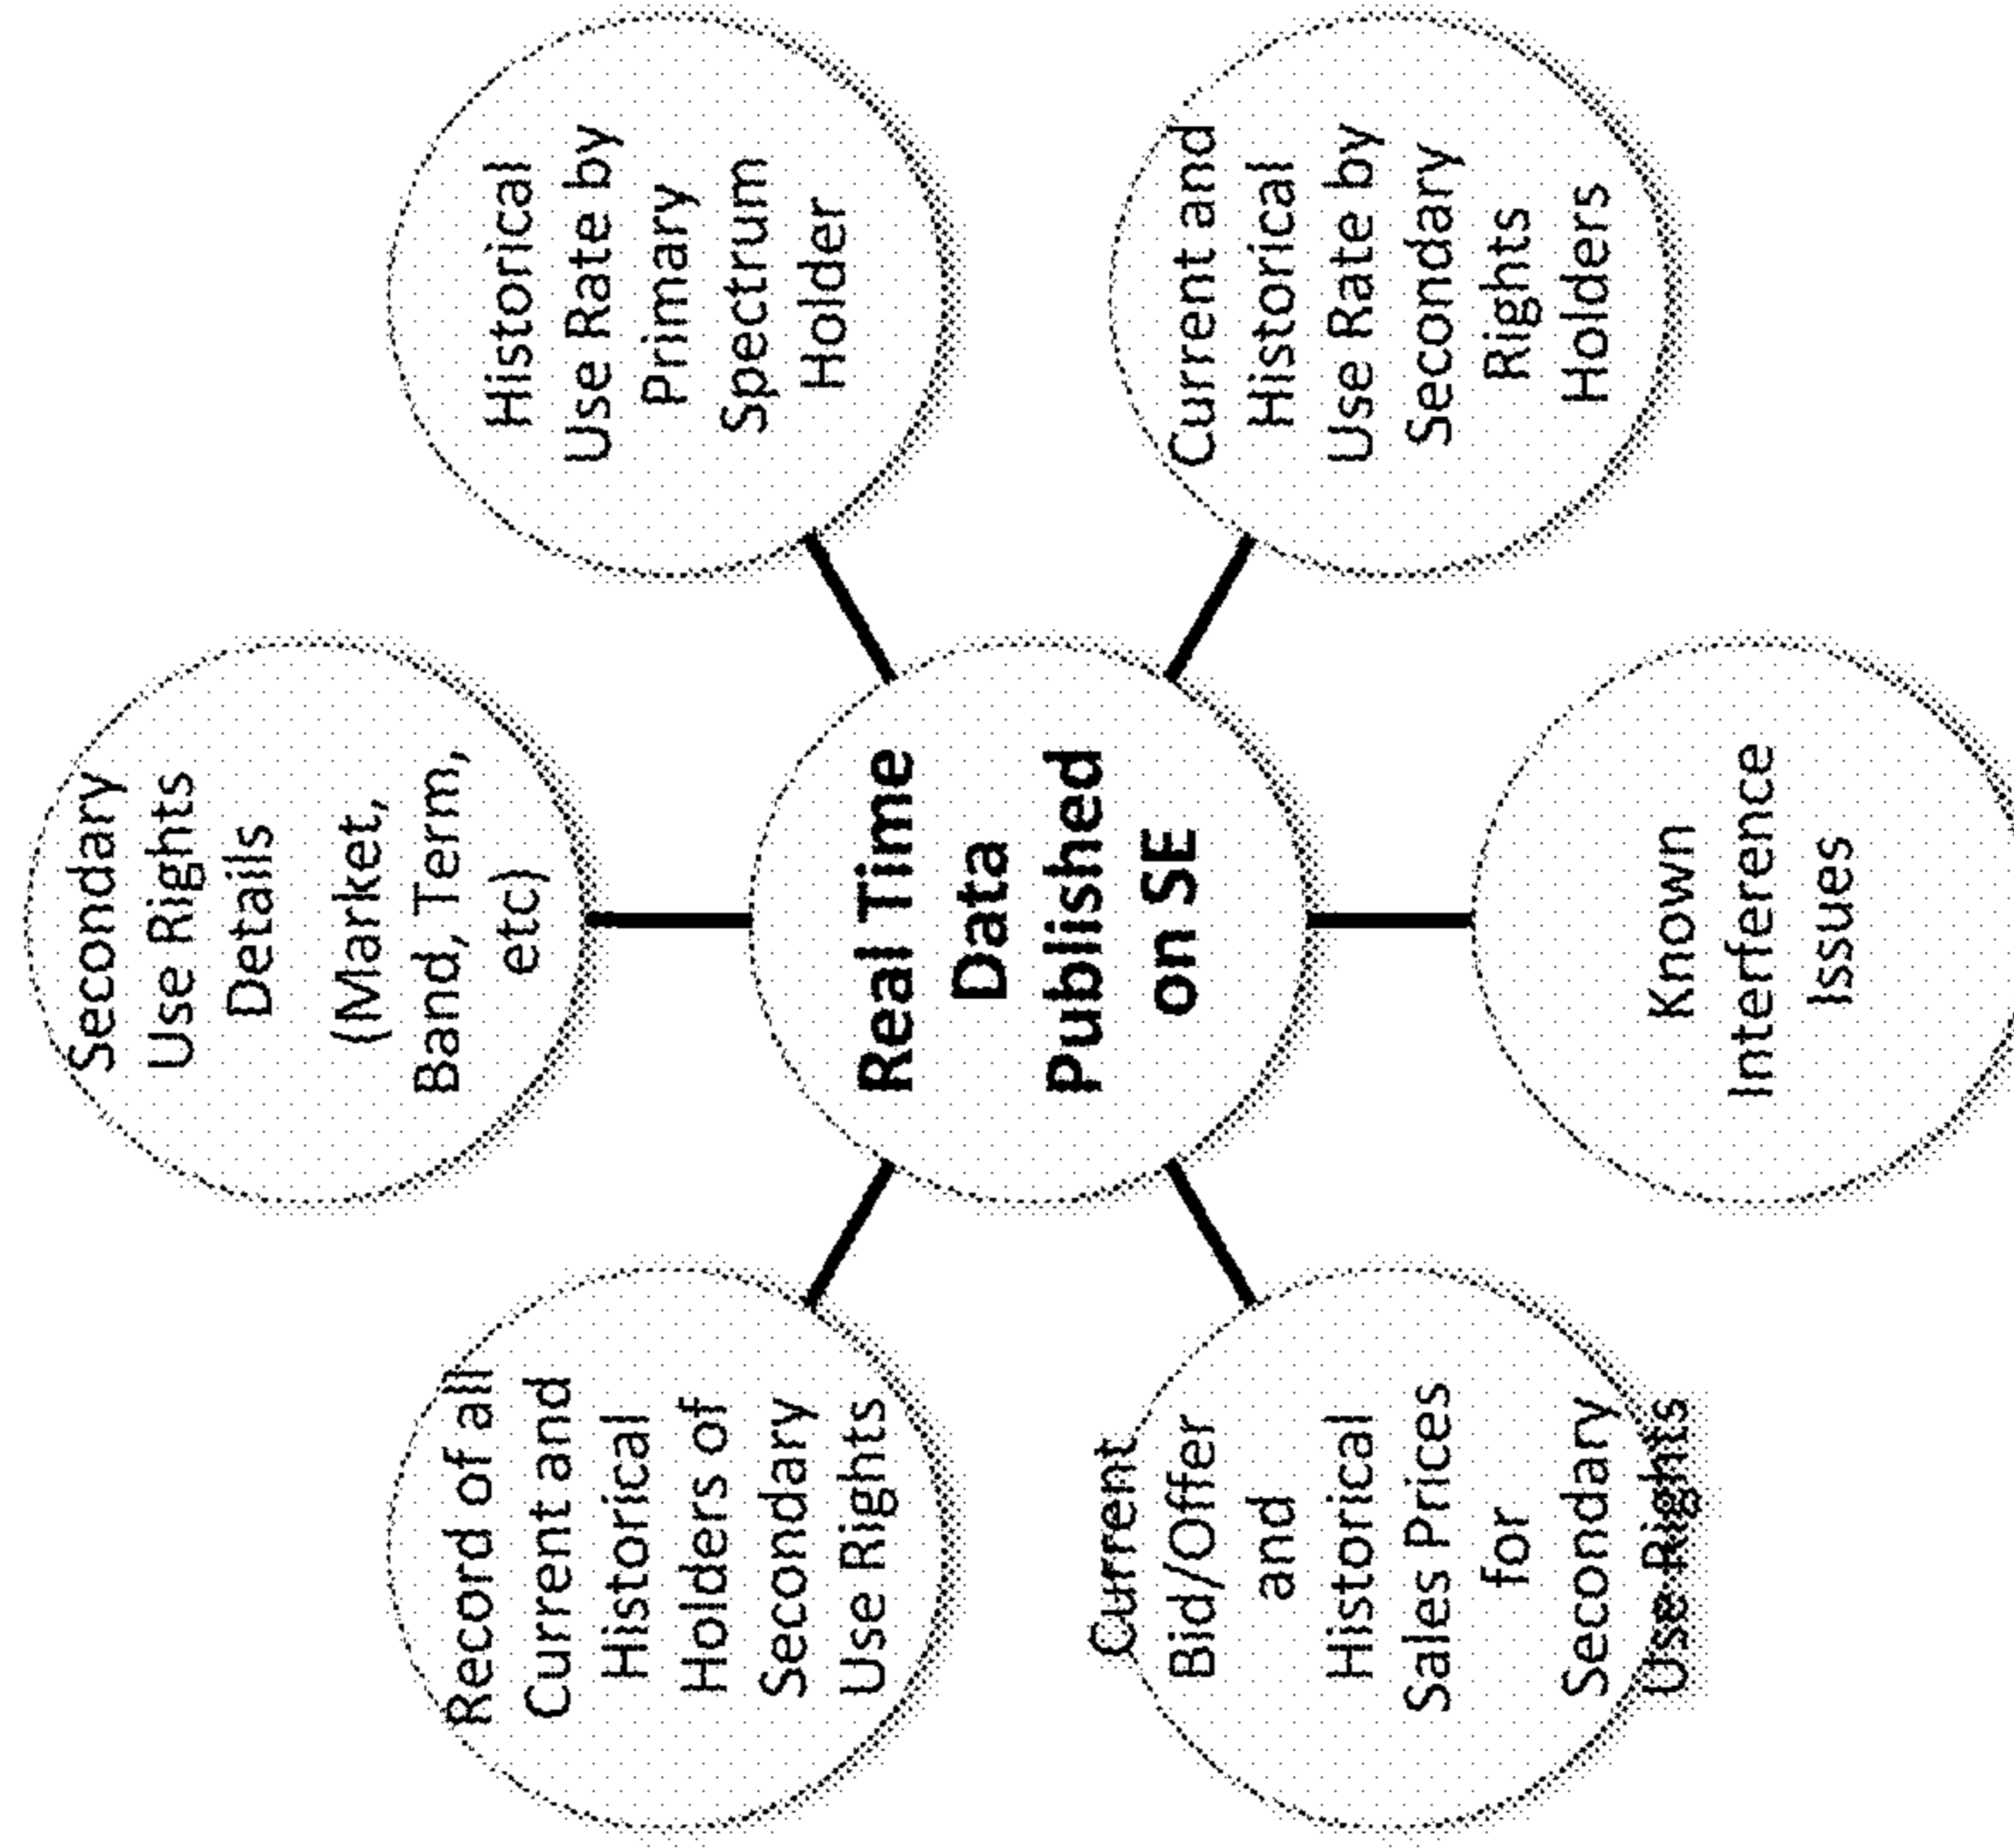 Secondary
Use Rights
Details
(Market,
Band, Term,
etc)
Historical
Use Rate by
Primary
Spectrum
Holder
Current and
Historical
Use Rate by
Secondary
Rights
Holders
Known
Interference
Issues
Current
Bid/Offer
and
Historical
Sales Prices
for
Secondary
Use Rights
Record of all
Current and
Historical
Holders of
Secondary
Use Rights
Real Time
Data
Published
on SE